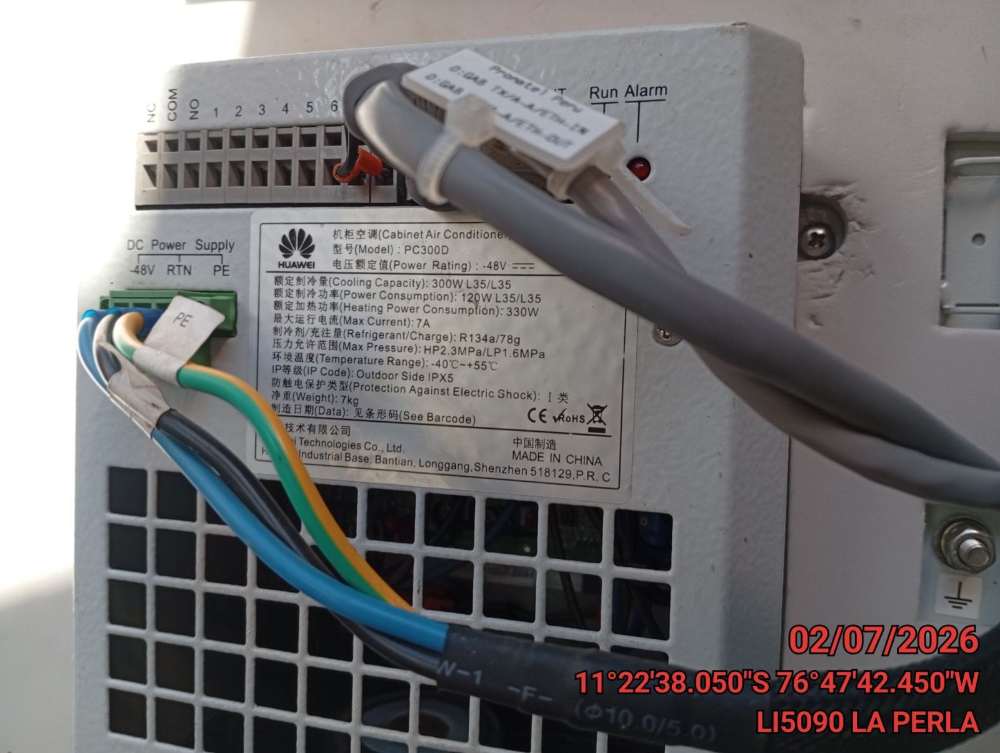 NC COM NO 1 2 3 4 5 6
Run Alarm
Pronatel Peru
O:GAB TX/A-A/ETH-IN
D:GAB A/ETH-OUT
DC Power Supply
-48V RTN PE
PE
HUAWEI
机柜空调(Cabinet Air Conditioner)
型号(Model) : PC300D
电压额定值(Power Rating) : -48V
额定制冷量(Cooling Capacity): 300W L35/L35
额定制冷功率(Power Consumption): 120W L35/L35
额定加热功率(Heating Power Consumption): 330W
最大运行电流(Max Current): 7A
制冷剂/充注量(Refrigerant/Charge): R134a/78g
压力允许范围(Max Pressure): HP2.3MPa/LP1.6MPa
环境温度(Temperature Range): -40℃~+55℃
IP等级(IP Code): Outdoor Side IPX5
防触电保护类型(Protection Against Electric Shock): I 类
净重(Weight): 7kg
制造日期(Data): 见条形码(See Barcode)
CE RoHS
技术有限公司
Technologies Co., Ltd.
Industrial Base, Bantian, Longgang,Shenzhen 518129,P.R. C
中国制造
MADE IN CHINA
W-1 -F- (Φ10.0/5.0)
02/07/2026
11°22'38.050"S 76°47'42.450"W
LI5090 LA PERLA